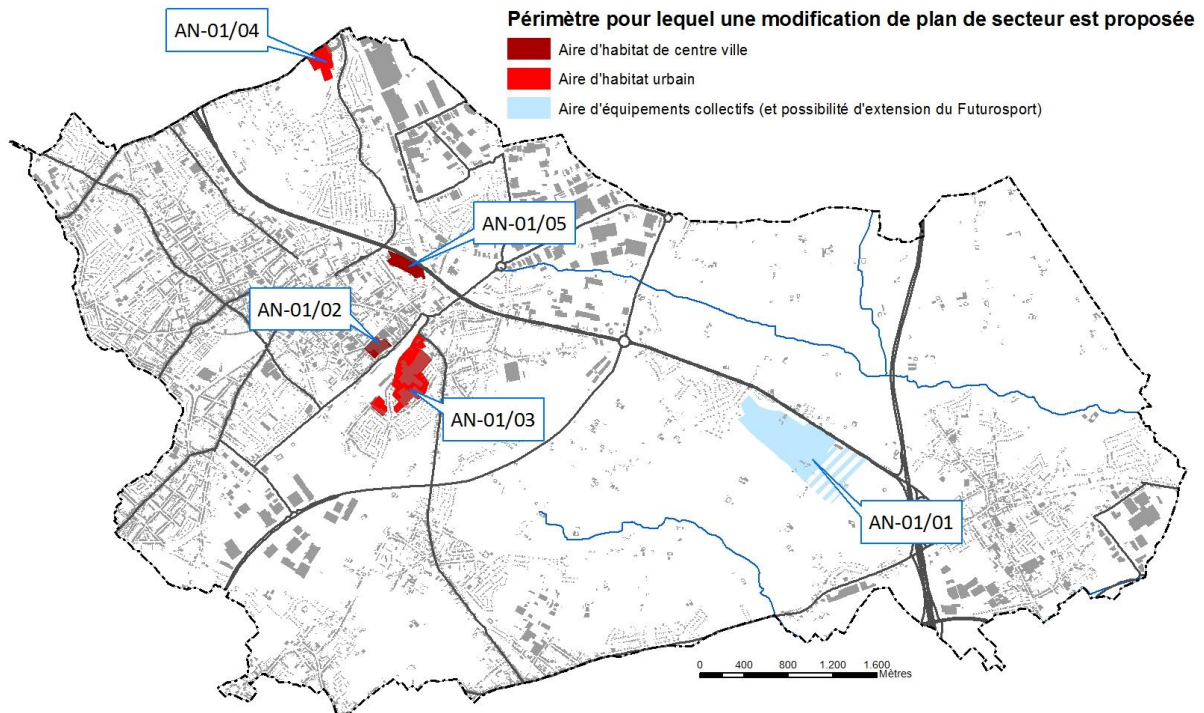 Périmètre pour lequel une modification de plan de secteur est proposée
Aire d'habitat de centre ville
Aire d'habitat urbain
Aire d'équipements collectifs (et possibilité d'extension du Futurosport)
AN-01/04
AN-01/05
AN-01/02
AN-01/03
AN-01/01
0 400 800 1.200 1.600
Mètres